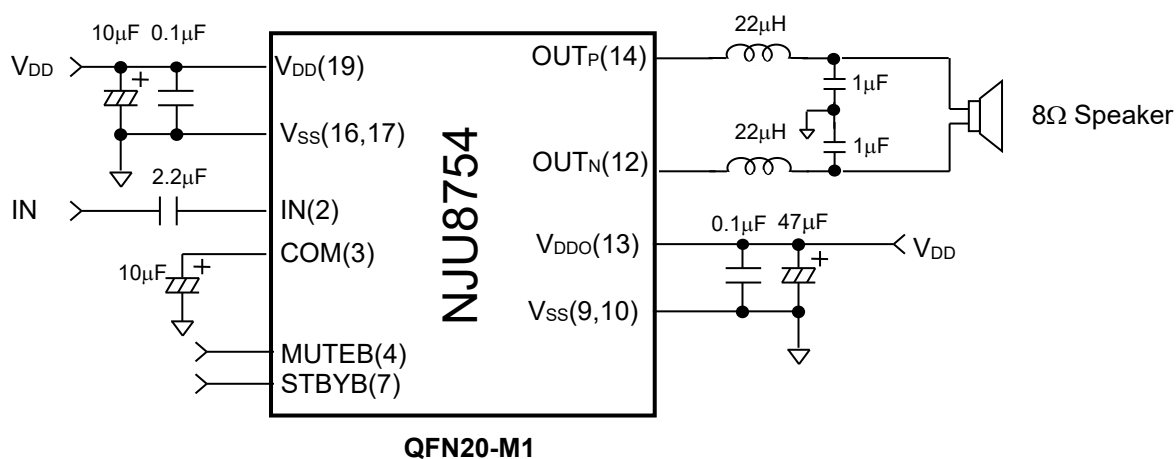 10μF 0.1μF
VDD
VDD(19)
VSS(16,17)
2.2μF
IN
IN(2)
COM(3)
10μF
MUTEB(4)
STBYB(7)
NJU8754
22μH
OUTP(14)
1μF
22μH
OUTN(12)
1μF
8Ω Speaker
0.1μF 47μF
VDDO(13)
VDD
VSS(9,10)
QFN20-M1